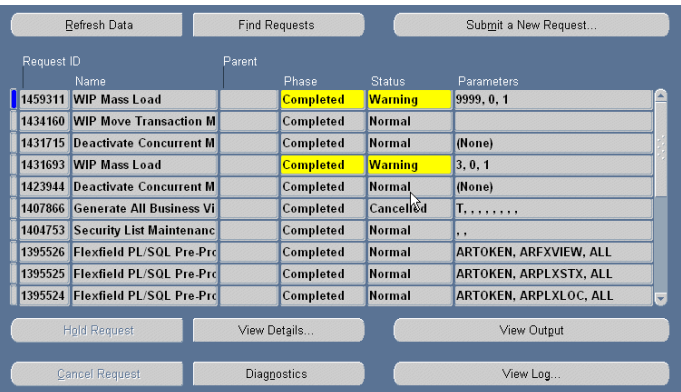 Refresh Data Find Requests Submit a New Request...
Request ID Parent
Name Phase Status Parameters
1459311 WIP Mass Load Completed Warning 9999, 0, 1
1434160 WIP Move Transaction M Completed Normal
1431715 Deactivate Concurrent M Completed Normal (None)
1431693 WIP Mass Load Completed Warning 3, 0, 1
1423944 Deactivate Concurrent M Completed Normal (None)
1407866 Generate All Business Vi Completed Cancelled T, , , , , , , ,
1404753 Security List Maintenanc Completed Normal , ,
1395526 Flexfield PL/SQL Pre-Prc Completed Normal ARTOKEN, ARFXVIEW, ALL
1395525 Flexfield PL/SQL Pre-Prc Completed Normal ARTOKEN, ARPLXSTX, ALL
1395524 Flexfield PL/SQL Pre-Prc Completed Normal ARTOKEN, ARPLXLOC, ALL
Hold Request View Details... View Output
Cancel Request Diagnostics View Log...